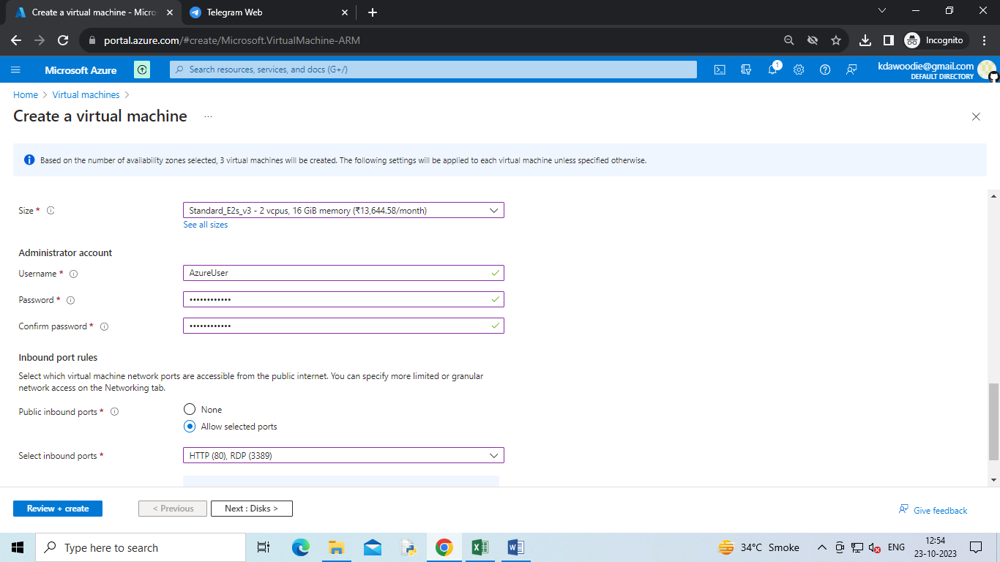 Create a virtual machine - Micro
Telegram Web
portal.azure.com/#create/Microsoft.VirtualMachine-ARM
Incognito
Microsoft Azure
Search resources, services, and docs (G+/)
1
kdawoodie@gmail.com
DEFAULT DIRECTORY
Home > Virtual machines >
Create a virtual machine ...
Based on the number of availability zones selected, 3 virtual machines will be created. The following settings will be applied to each virtual machine unless specified otherwise.
Size *
Standard_E2s_v3 - 2 vcpus, 16 GiB memory (₹13,644.58/month)
See all sizes
Administrator account
Username *
AzureUser
Password *
••••••••••••
Confirm password *
••••••••••••
Inbound port rules
Select which virtual machine network ports are accessible from the public internet. You can specify more limited or granular
network access on the Networking tab.
Public inbound ports *
None
Allow selected ports
Select inbound ports *
HTTP (80), RDP (3389)
Review + create
< Previous
Next : Disks >
Give feedback
Type here to search
34°C Smoke
ENG
12:54
23-10-2023